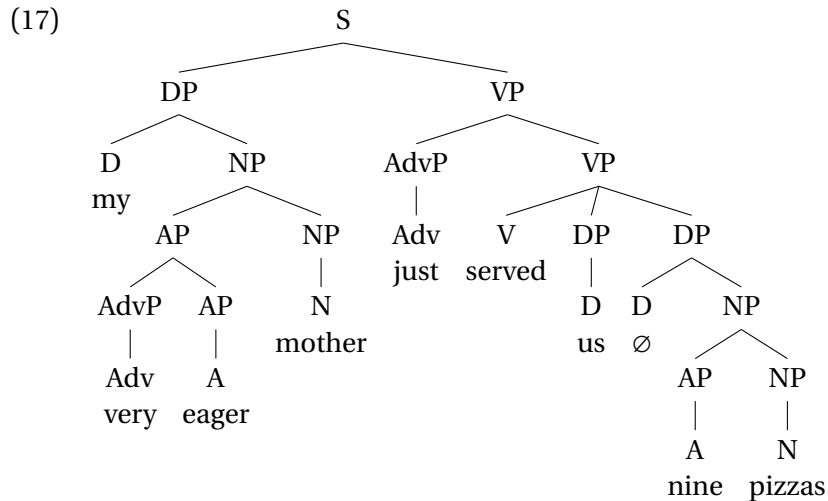 (17) S
DP VP
D NP AdvP VP
my
AP NP Adv V DP DP
just served
AdvP AP N D D NP
mother us ∅
Adv A AP NP
very eager
A N
nine pizzas